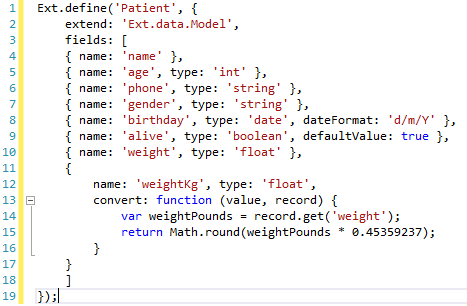 1 Ext.define('Patient', {
2 extend: 'Ext.data.Model',
3 fields: [
4 { name: 'name' },
5 { name: 'age', type: 'int' },
6 { name: 'phone', type: 'string' },
7 { name: 'gender', type: 'string' },
8 { name: 'birthday', type: 'date', dateFormat: 'd/m/Y' },
9 { name: 'alive', type: 'boolean', defaultValue: true },
10 { name: 'weight', type: 'float' },
11 {
12 name: 'weightKg', type: 'float',
13 convert: function (value, record) {
14 var weightPounds = record.get('weight');
15 return Math.round(weightPounds * 0.45359237);
16 }
17 }
18 ]
19 });